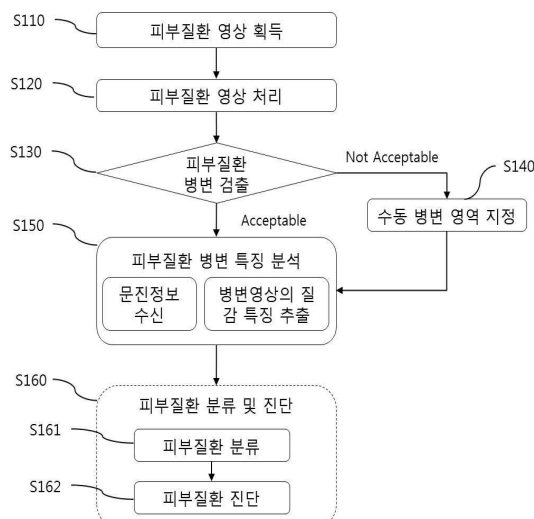 S110
피부질환 영상 획득
S120
피부질환 영상 처리
S130
피부질환
병변 검출
Not Acceptable
S140
수동 병변 영역 지정
Acceptable
S150
피부질환 병변 특징 분석
문진정보
수신
병변영상의 질
감 특징 추출
S160
피부질환 분류 및 진단
S161
피부질환 분류
S162
피부질환 진단